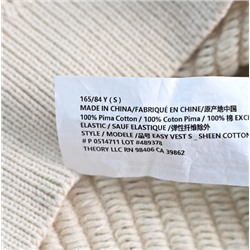 165/84 Y ( S )
MADE IN CHINA/FABRIQUÉ EN CHINE/原产地中国
100% Pima Cotton / 100% Coton Pima / 100% 棉 EXC
ELASTIC / SAUF ELASTIQUE /弹性纤维除外
STYLE / MODELE /品名 EASY VEST S _ SHEEN COTTON
# P 0514711 LOT #489378
THEORY LLC RN 98406 CA 39862